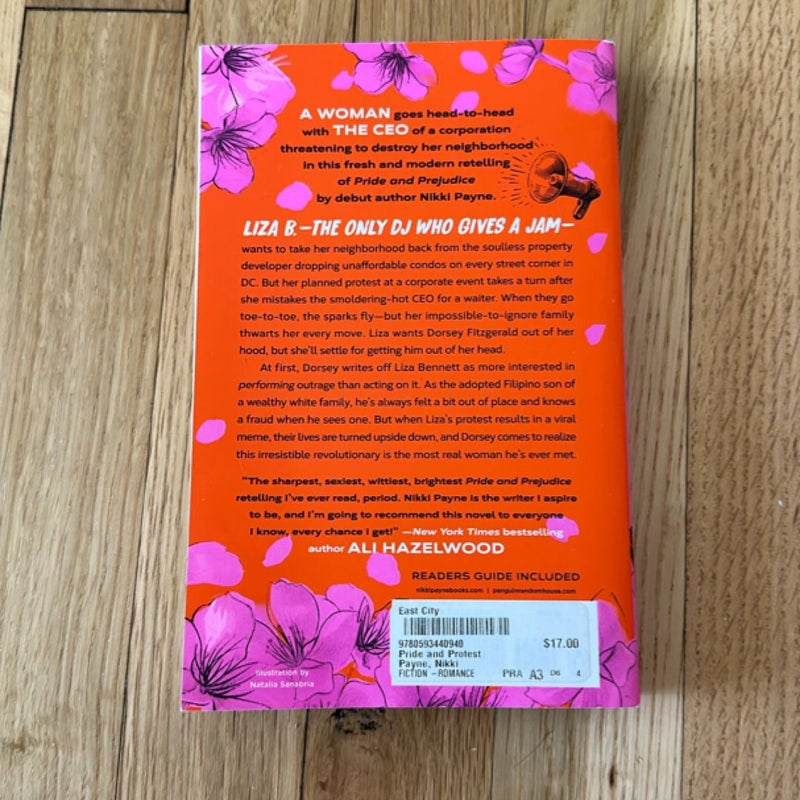 A WOMAN goes head-to-head
with THE CEO of a corporation
threatening to destroy her neighborhood
in this fresh and modern retelling
of Pride and Prejudice
by debut author Nikki Payne.
LIZA B.—THE ONLY DJ WHO GIVES A JAM—
wants to take her neighborhood back from the soulless property
developer dropping unaffordable condos on every street corner in
DC. But her planned protest at a corporate event takes a turn after
she mistakes the smoldering-hot CEO for a waiter. When they go
toe-to-toe, the sparks fly—but her impossible-to-ignore family
thwarts her every move. Liza wants Dorsey Fitzgerald out of her
hood, but she'll settle for getting him out of her head.
At first, Dorsey writes off Liza Bennett as more interested in
performing outrage than acting on it. As the adopted Filipino son of
a wealthy white family, he's always felt a bit out of place and knows
a fraud when he sees one. But when Liza's protest results in a viral
meme, their lives are turned upside down, and Dorsey comes to realize
this irresistible revolutionary is the most real woman he's ever met.
"The sharpest, sexiest, wittiest, brightest Pride and Prejudice
retelling I've ever read, period. Nikki Payne is the writer I aspire
to be, and I'm going to recommend this novel to everyone
I know, every chance I get!" —New York Times bestselling
author ALI HAZELWOOD
READERS GUIDE INCLUDED
nikkipaynebooks.com | penguinrandomhouse.com
East City
9780593440940 $17.00
Pride and Protest
Payne, Nikki
FICTION - ROMANCE PRA A3 D6 4
Illustration by
Natalia Sanabria